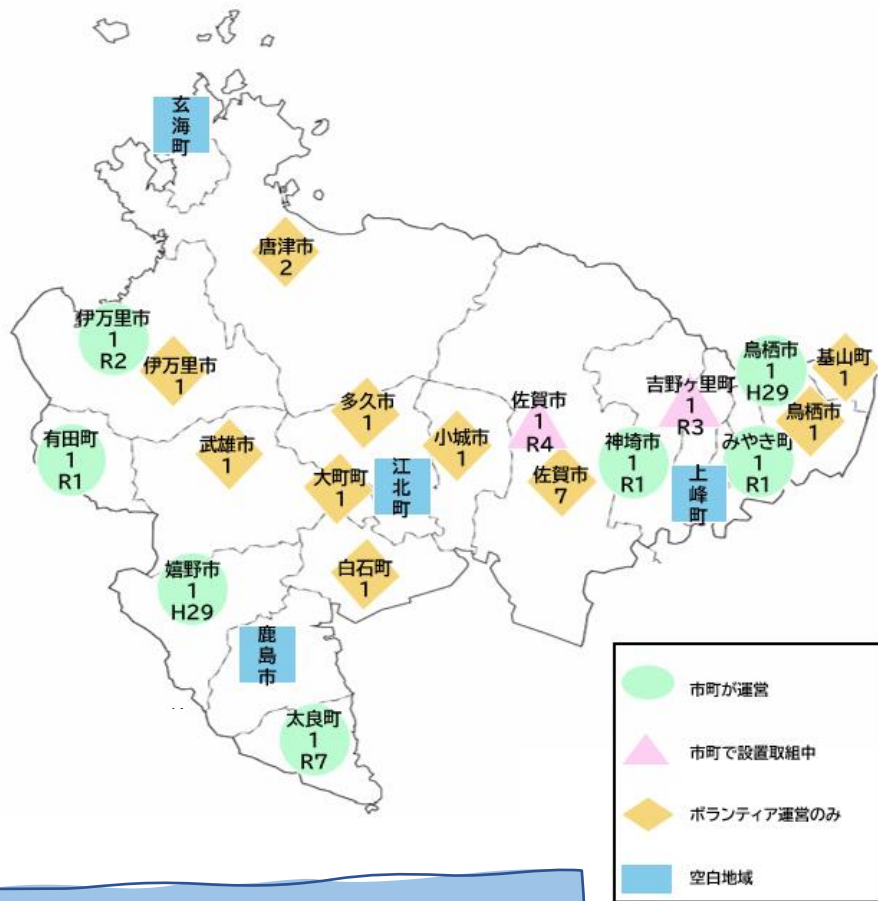 玄海町
唐津市
2
伊万里市
1
R2
伊万里市
1
鳥栖市
1
H29
基山町
1
吉野ヶ里町
1
R3
鳥栖市
1
多久市
1
佐賀市
1
R4
小城市
1
有田町
1
R1
武雄市
1
神埼市
1
R1
みやき町
1
R1
大町町
1
江北町
佐賀市
7
上峰町
嬉野市
1
H29
白石町
1
鹿島市
太良町
1
R7
市町が運営
市町で設置取組中
ボランティア運営のみ
空白地域